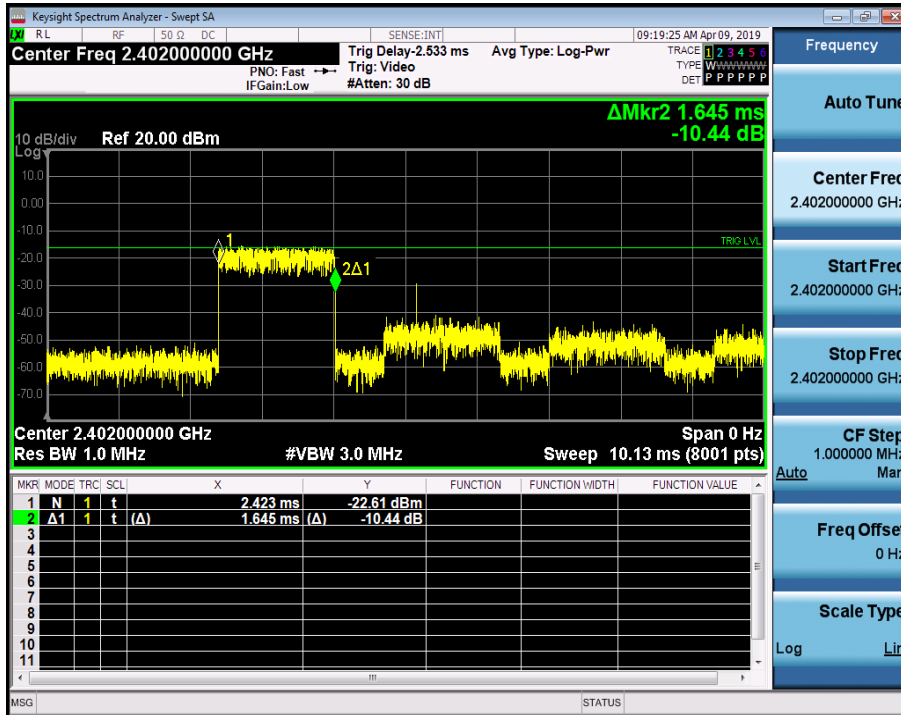 Keysight Spectrum Analyzer - Swept SA
LXI RL RF 50 Ω DC SENSE:INT 09:19:25 AM Apr 09, 2019
Center Freq 2.402000000 GHz
PNO: Fast
IFGain:Low
Trig Delay-2.533 ms
Trig: Video
#Atten: 30 dB
Avg Type: Log-Pwr
TRACE 1 2 3 4 5 6
TYPE WWWWWW
DET P P P P P P
ΔMkr2 1.645 ms
-10.44 dB
10 dB/div Ref 20.00 dBm
Log
10.0
0.00
-10.0
-20.0
-30.0
-40.0
-50.0
-60.0
-70.0
1
2Δ1
TRIG LVL
Center 2.402000000 GHz Span 0 Hz
Res BW 1.0 MHz #VBW 3.0 MHz Sweep 10.13 ms (8001 pts)
MKR MODE TRC SCL X Y FUNCTION FUNCTION WIDTH FUNCTION VALUE
1 N 1 t 2.423 ms -22.61 dBm
2 Δ1 1 t (Δ) 1.645 ms (Δ) -10.44 dB
3
4
5
6
7
8
9
10
11
MSG STATUS
Frequency
Auto Tune
Center Freq
2.402000000 GHz
Start Freq
2.402000000 GHz
Stop Freq
2.402000000 GHz
CF Step
1.000000 MHz
Auto Man
Freq Offset
0 Hz
Scale Type
Log Lin